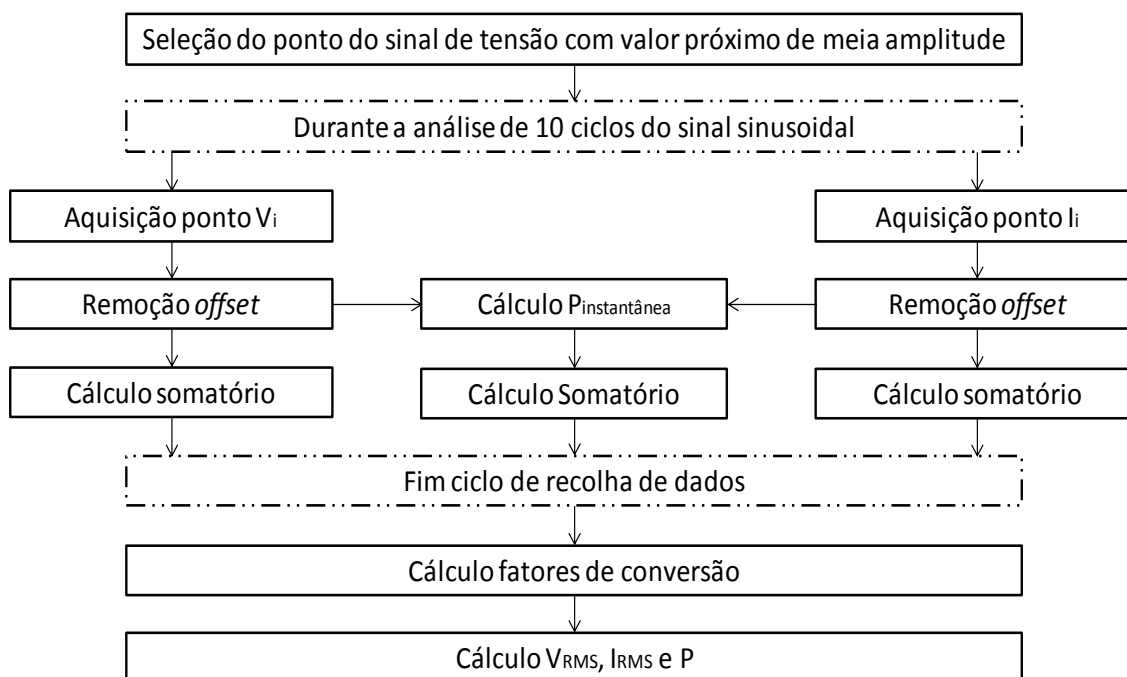 Seleção do ponto do sinal de tensão com valor próximo de meia amplitude
Durante a análise de 10 ciclos do sinal sinusoidal
Aquisição ponto Vi
Aquisição ponto Ii
Remoção offset
Cálculo Pinstantânea
Remoção offset
Cálculo somatório
Cálculo Somatório
Cálculo somatório
Fim ciclo de recolha de dados
Cálculo fatores de conversão
Cálculo VRMS, IRMS e P